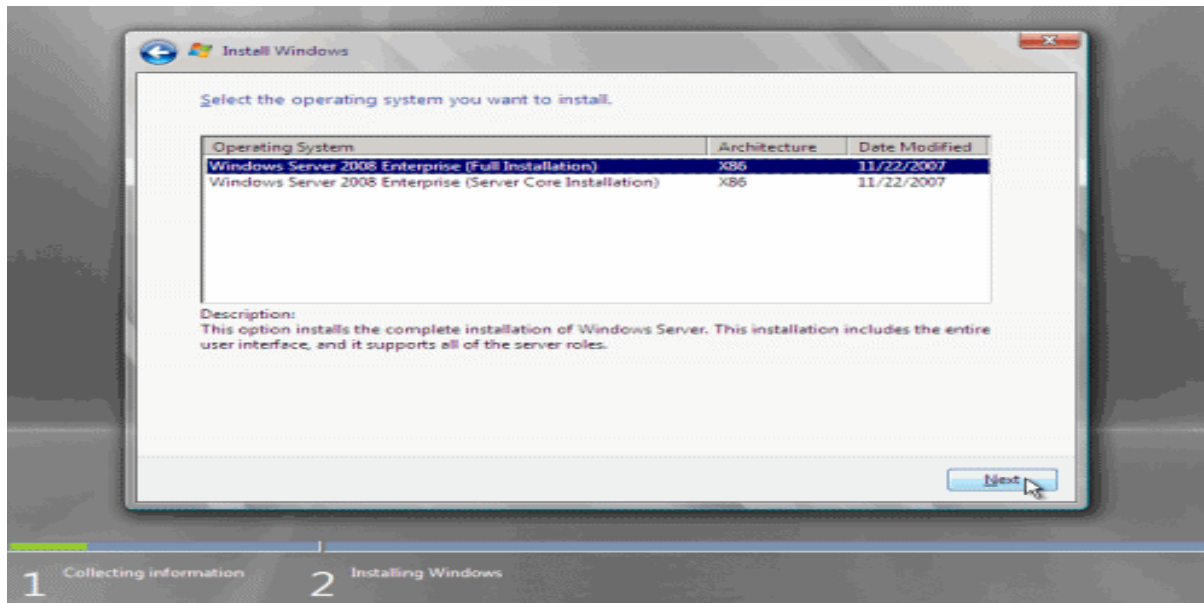 Install Windows
Select the operating system you want to install.
Operating System Architecture Date Modified
Windows Server 2008 Enterprise (Full Installation) X86 11/22/2007
Windows Server 2008 Enterprise (Server Core Installation) X86 11/22/2007
Description:
This option installs the complete installation of Windows Server. This installation includes the entire
user interface, and it supports all of the server roles.
Next
1 Collecting information 2 Installing Windows